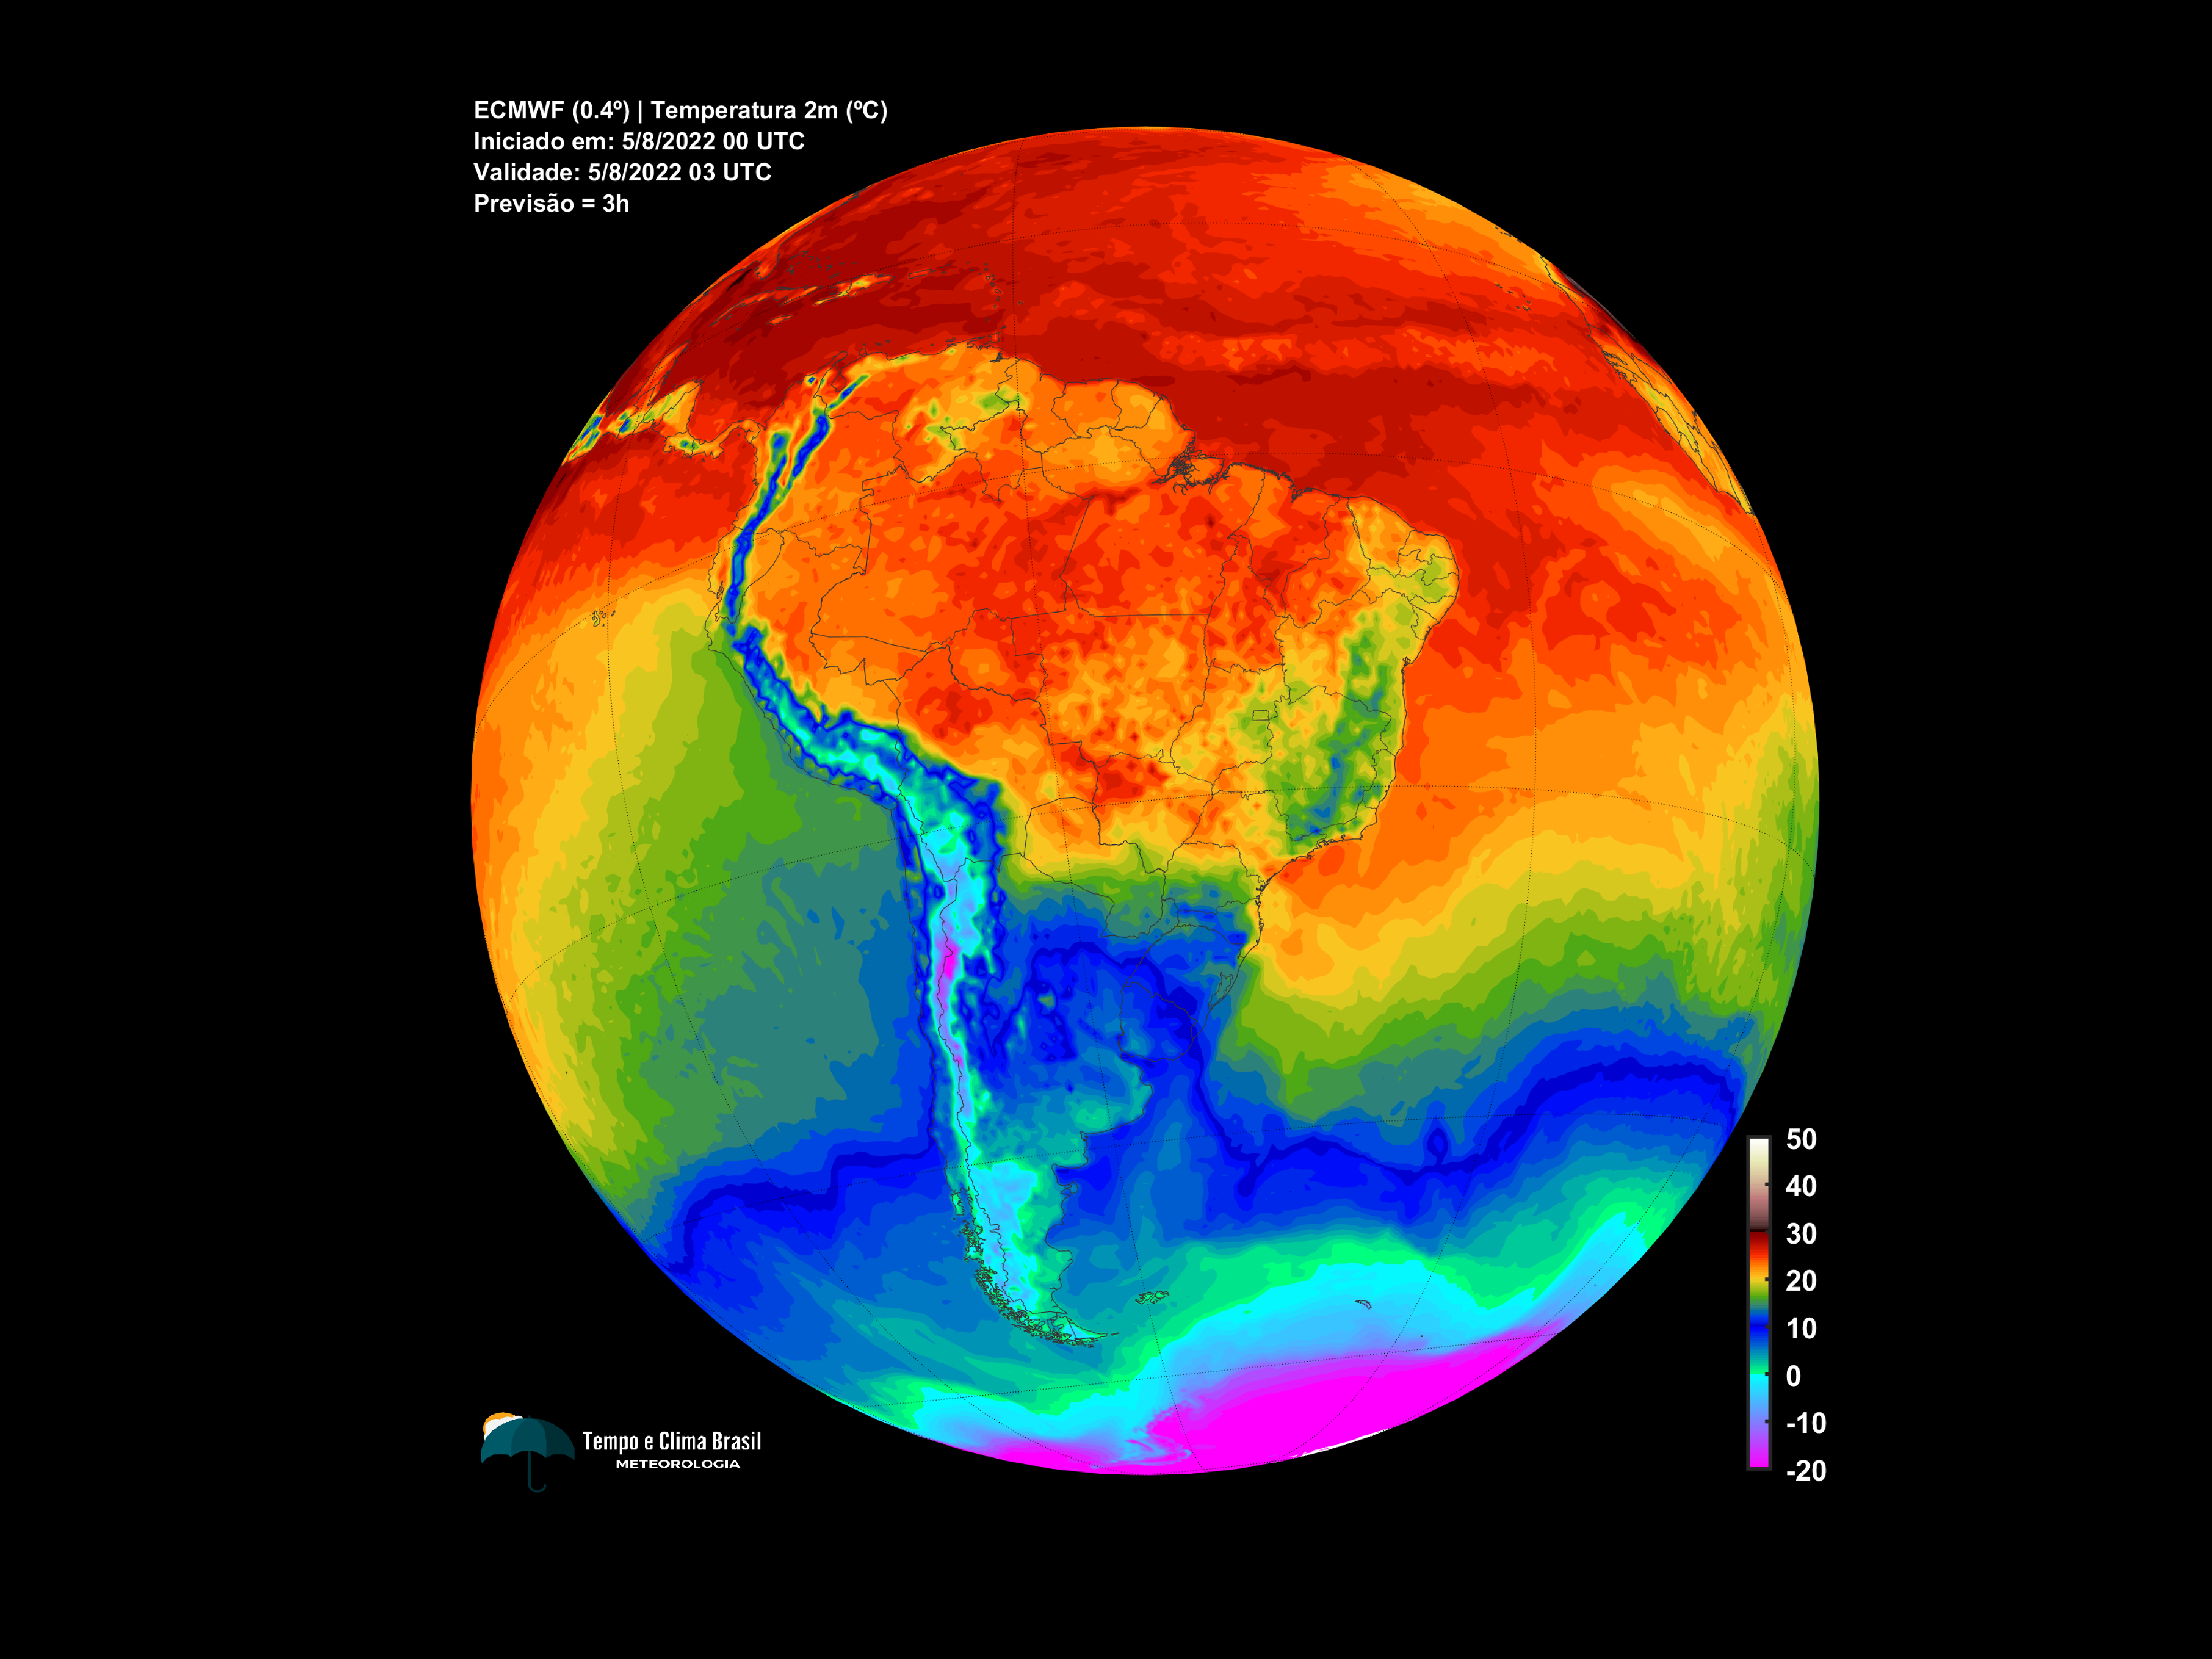 ECMWF (0.4º) | Temperatura 2m (ºC)
Iniciado em: 5/8/2022 00 UTC
Validade: 5/8/2022 03 UTC
Previsão = 3h
50
40
30
20
10
0
-10
-20
Tempo e Clima Brasil
METEOROLOGIA